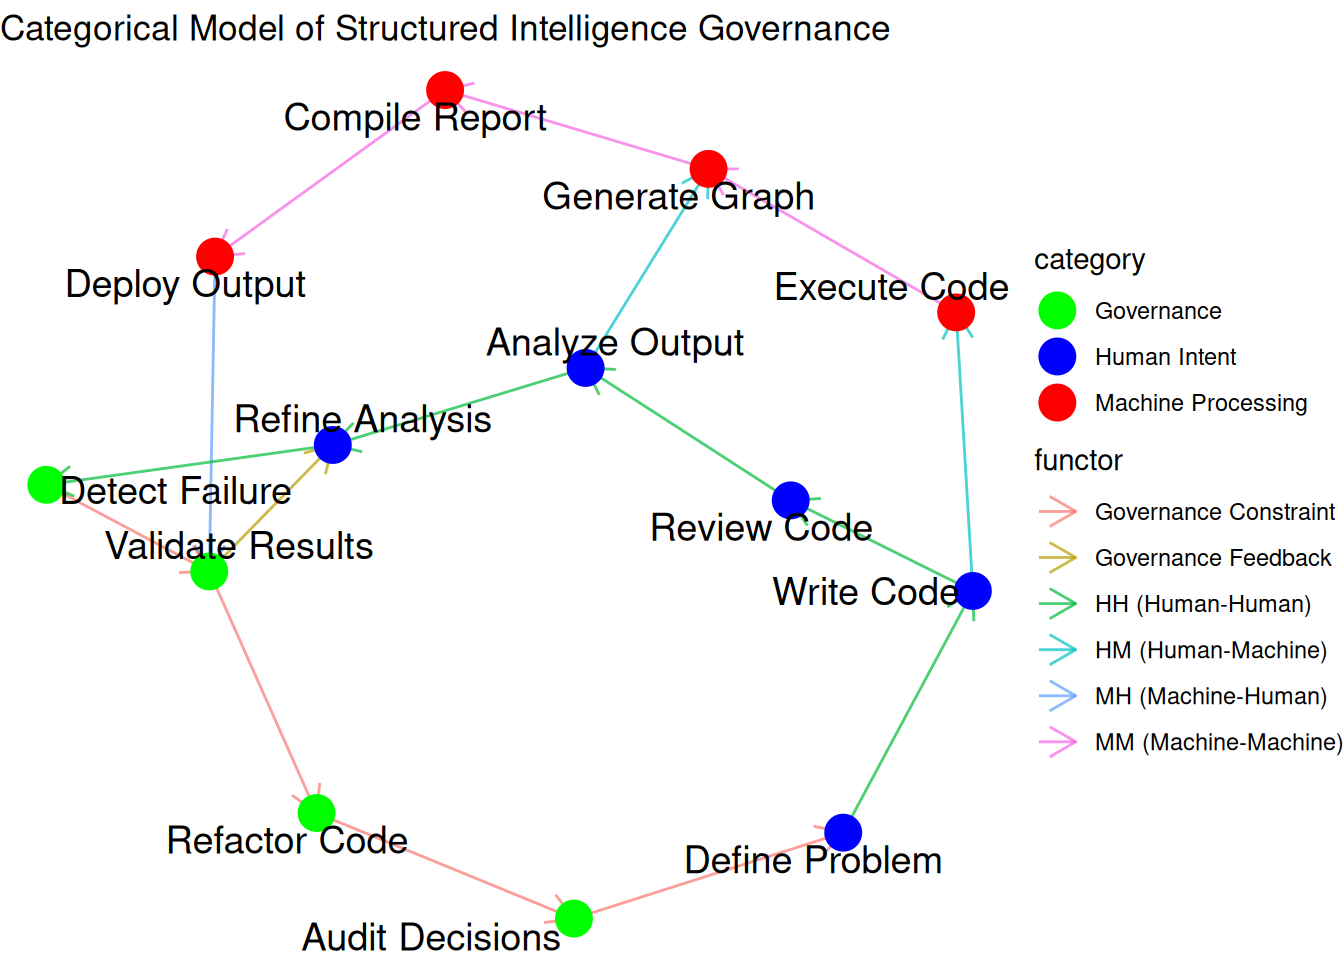 Categorical Model of Structured Intelligence Governance
Compile Report
Generate Graph
Deploy Output
Execute Code
Analyze Output
Refine Analysis
Detect Failure
Validate Results
Review Code
Write Code
Refactor Code
Define Problem
Audit Decisions
category
Governance
Human Intent
Machine Processing
functor
Governance Constraint
Governance Feedback
HH (Human-Human)
HM (Human-Machine)
MH (Machine-Human)
MM (Machine-Machine)